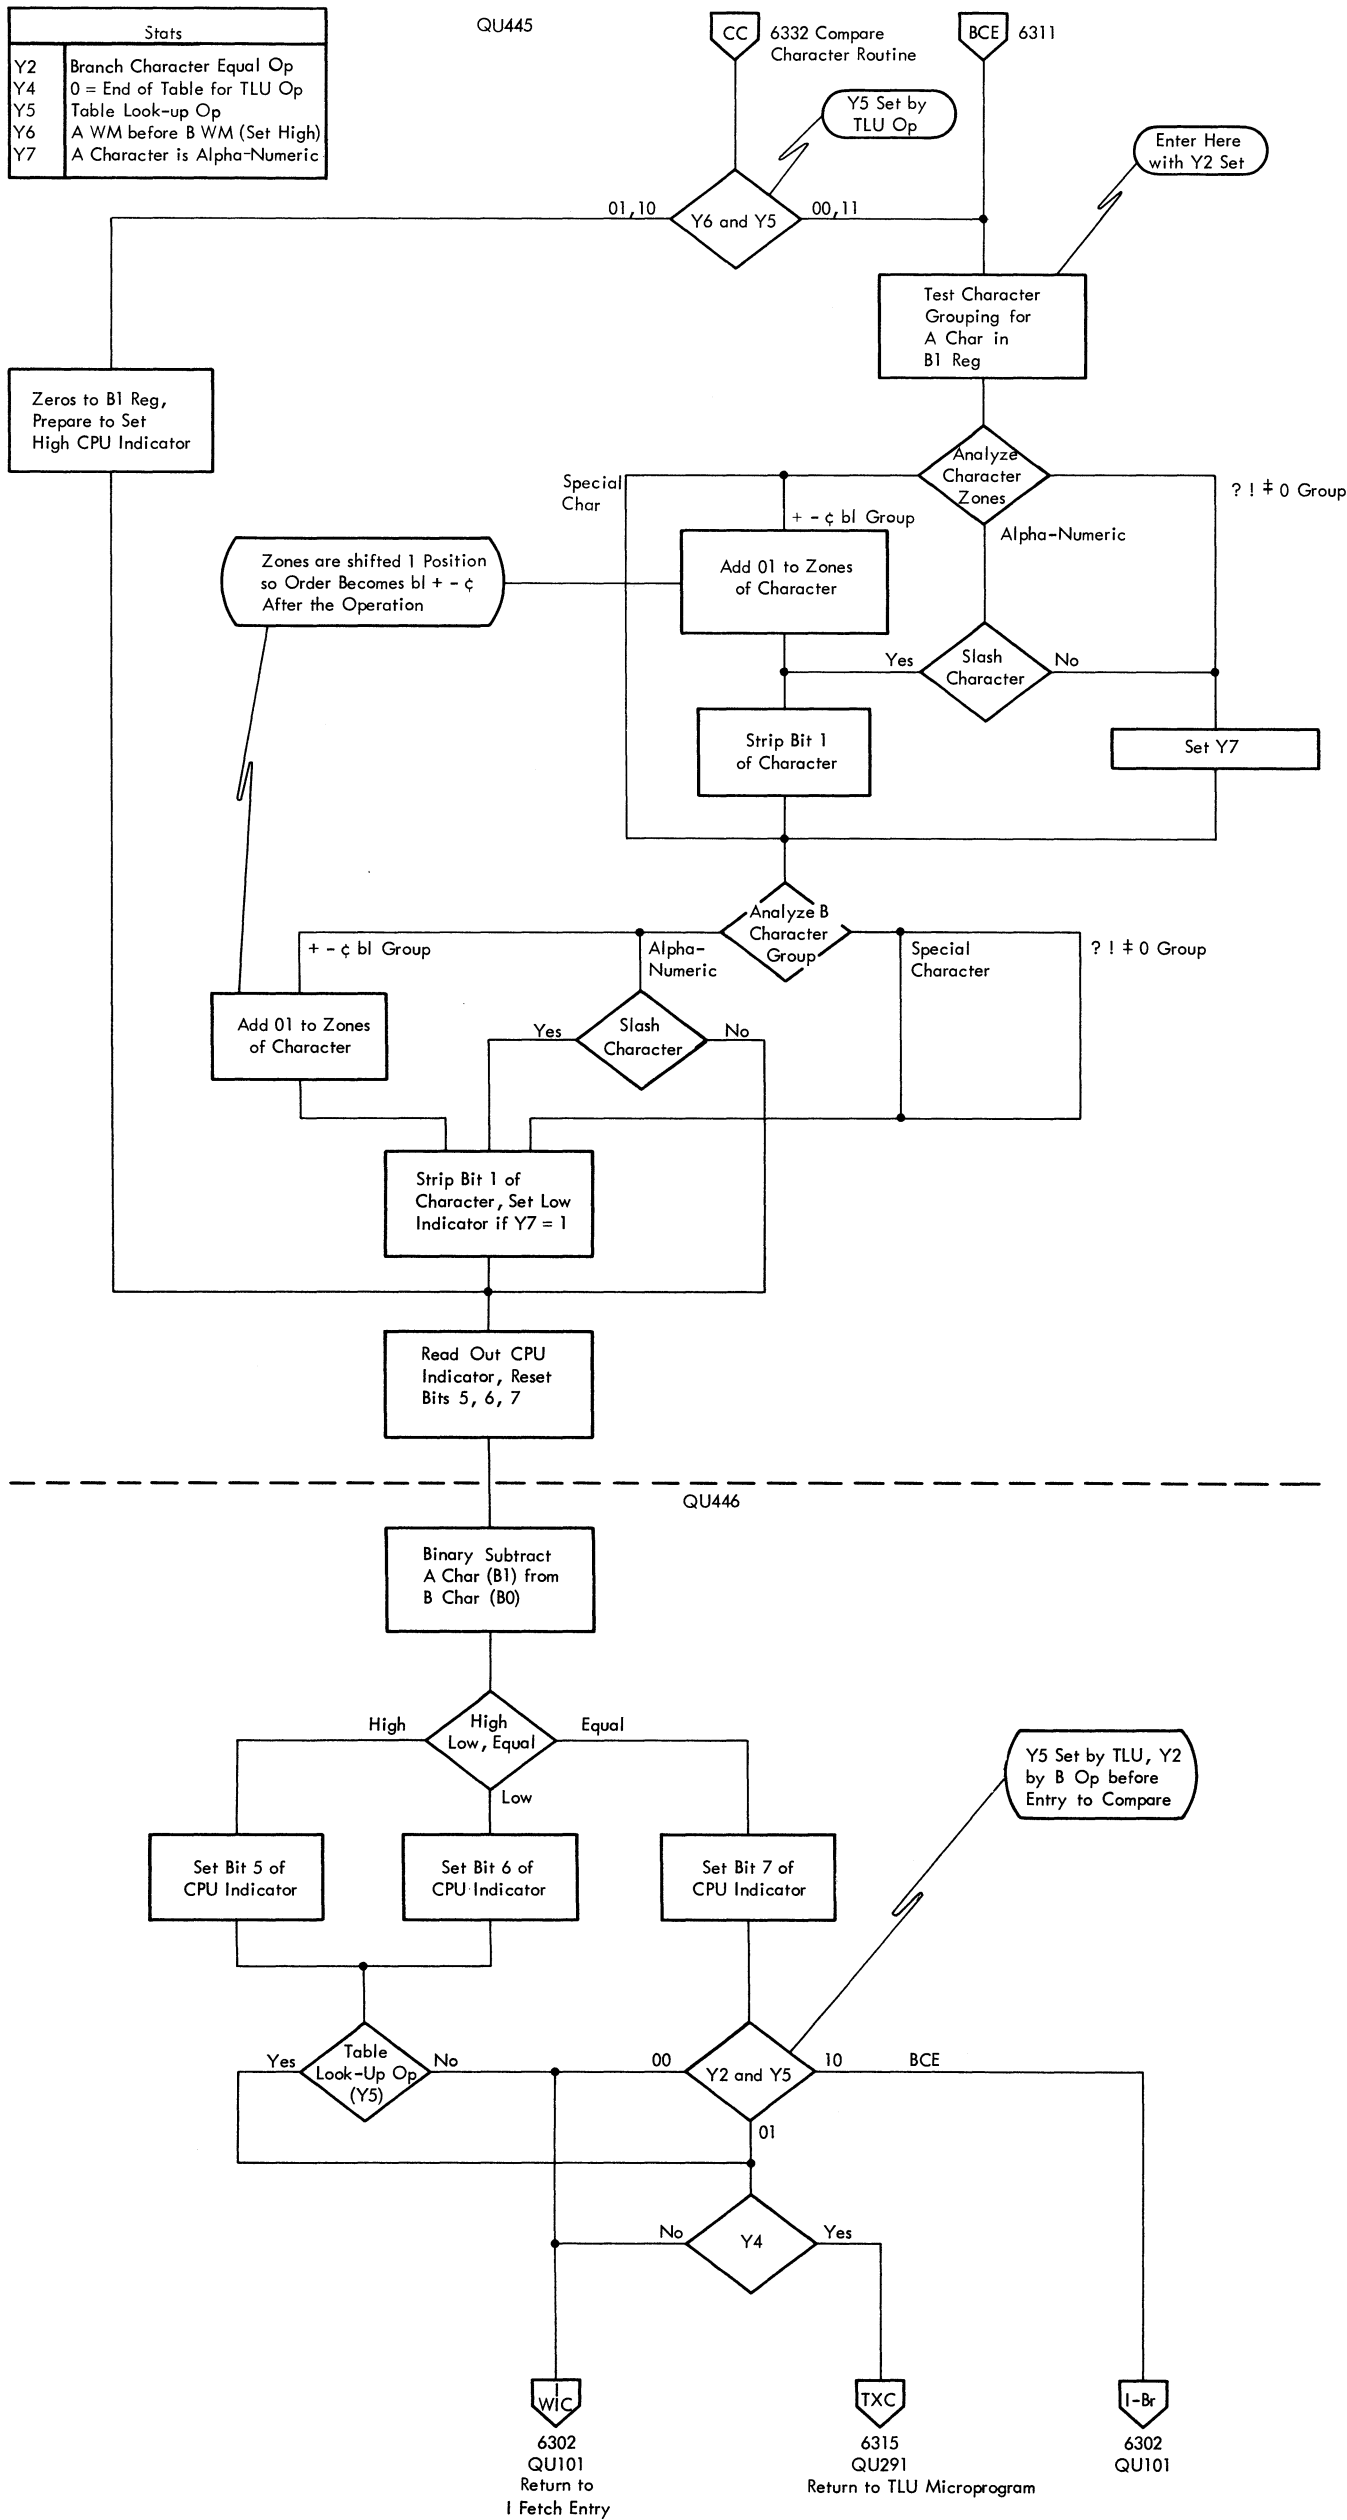 Stats
Y2 Branch Character Equal Op
Y4 0 = End of Table for TLU Op
Y5 Table Look-up Op
Y6 A WM before B WM (Set High)
Y7 A Character is Alpha-Numeric
QU445
CC
6332 Compare
Character Routine
BCE
6311
Y5 Set by
TLU Op
Enter Here
with Y2 Set
01,10
Y6 and Y5
00,11
Test Character
Grouping for
A Char in
B1 Reg
Zeros to B1 Reg,
Prepare to Set
High CPU Indicator
Analyze
Character
Zones
Special
Char
? ! ‡ 0 Group
+ - ¢ bl Group
Alpha-Numeric
Zones are shifted 1 Position
so Order Becomes bl + - ¢
After the Operation
Add 01 to Zones
of Character
Yes
Slash
Character
No
Strip Bit 1
of Character
Set Y7
Analyze B
Character
Group
+ - ¢ bl Group
Alpha-
Numeric
Special
Character
? ! ‡ 0 Group
Add 01 to Zones
of Character
Yes
Slash
Character
No
Strip Bit 1 of
Character, Set Low
Indicator if Y7 = 1
Read Out CPU
Indicator, Reset
Bits 5, 6, 7
QU446
Binary Subtract
A Char (B1) from
B Char (B0)
High
High
Low, Equal
Equal
Low
Y5 Set by TLU, Y2
by B Op before
Entry to Compare
Set Bit 5 of
CPU Indicator
Set Bit 6 of
CPU Indicator
Set Bit 7 of
CPU Indicator
Yes
Table
Look-Up Op
(Y5)
No
00
Y2 and Y5
10
BCE
01
No
Y4
Yes
WIC
TXC
I-Br
6302
QU101
Return to
I Fetch Entry
6315
QU291
Return to TLU Microprogram
6302
QU101